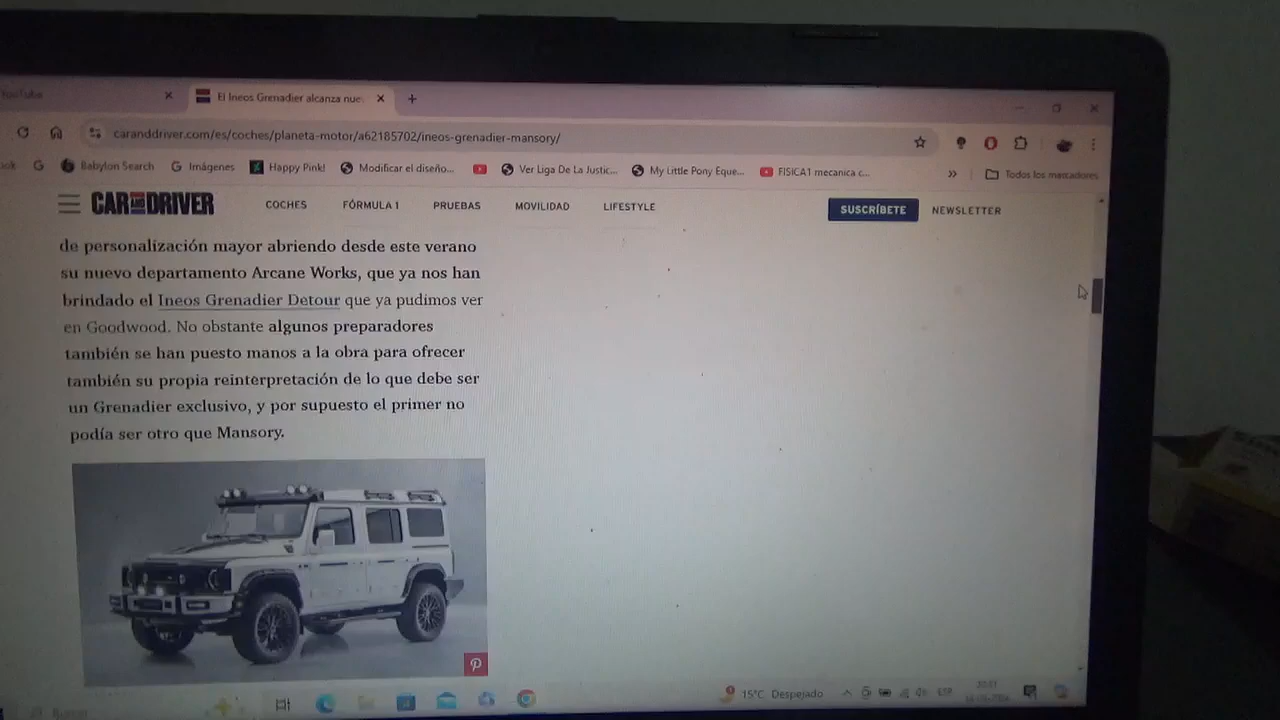 YouTube
El Ineos Grenadier alcanza nue
caranddriver.com/es/coches/planeta-motor/a62185702/ineos-grenadier-mansory/
ook
Babylon Search
Imágenes
Happy Pink!
Modificar el diseño...
Ver Liga De La Justic...
My Little Pony Eque...
FISICA1 mecanica c...
»
Todos los marcadores
CAR AND DRIVER
COCHES
FÓRMULA 1
PRUEBAS
MOVILIDAD
LIFESTYLE
SUSCRÍBETE
NEWSLETTER
de personalización mayor abriendo desde este verano
su nuevo departamento Arcane Works, que ya nos han
brindado el Ineos Grenadier Detour que ya pudimos ver
en Goodwood. No obstante algunos preparadores
también se han puesto manos a la obra para ofrecer
también su propia reinterpretación de lo que debe ser
un Grenadier exclusivo, y por supuesto el primer no
podía ser otro que Mansory.
Buscar
15°C Despejado
ESP